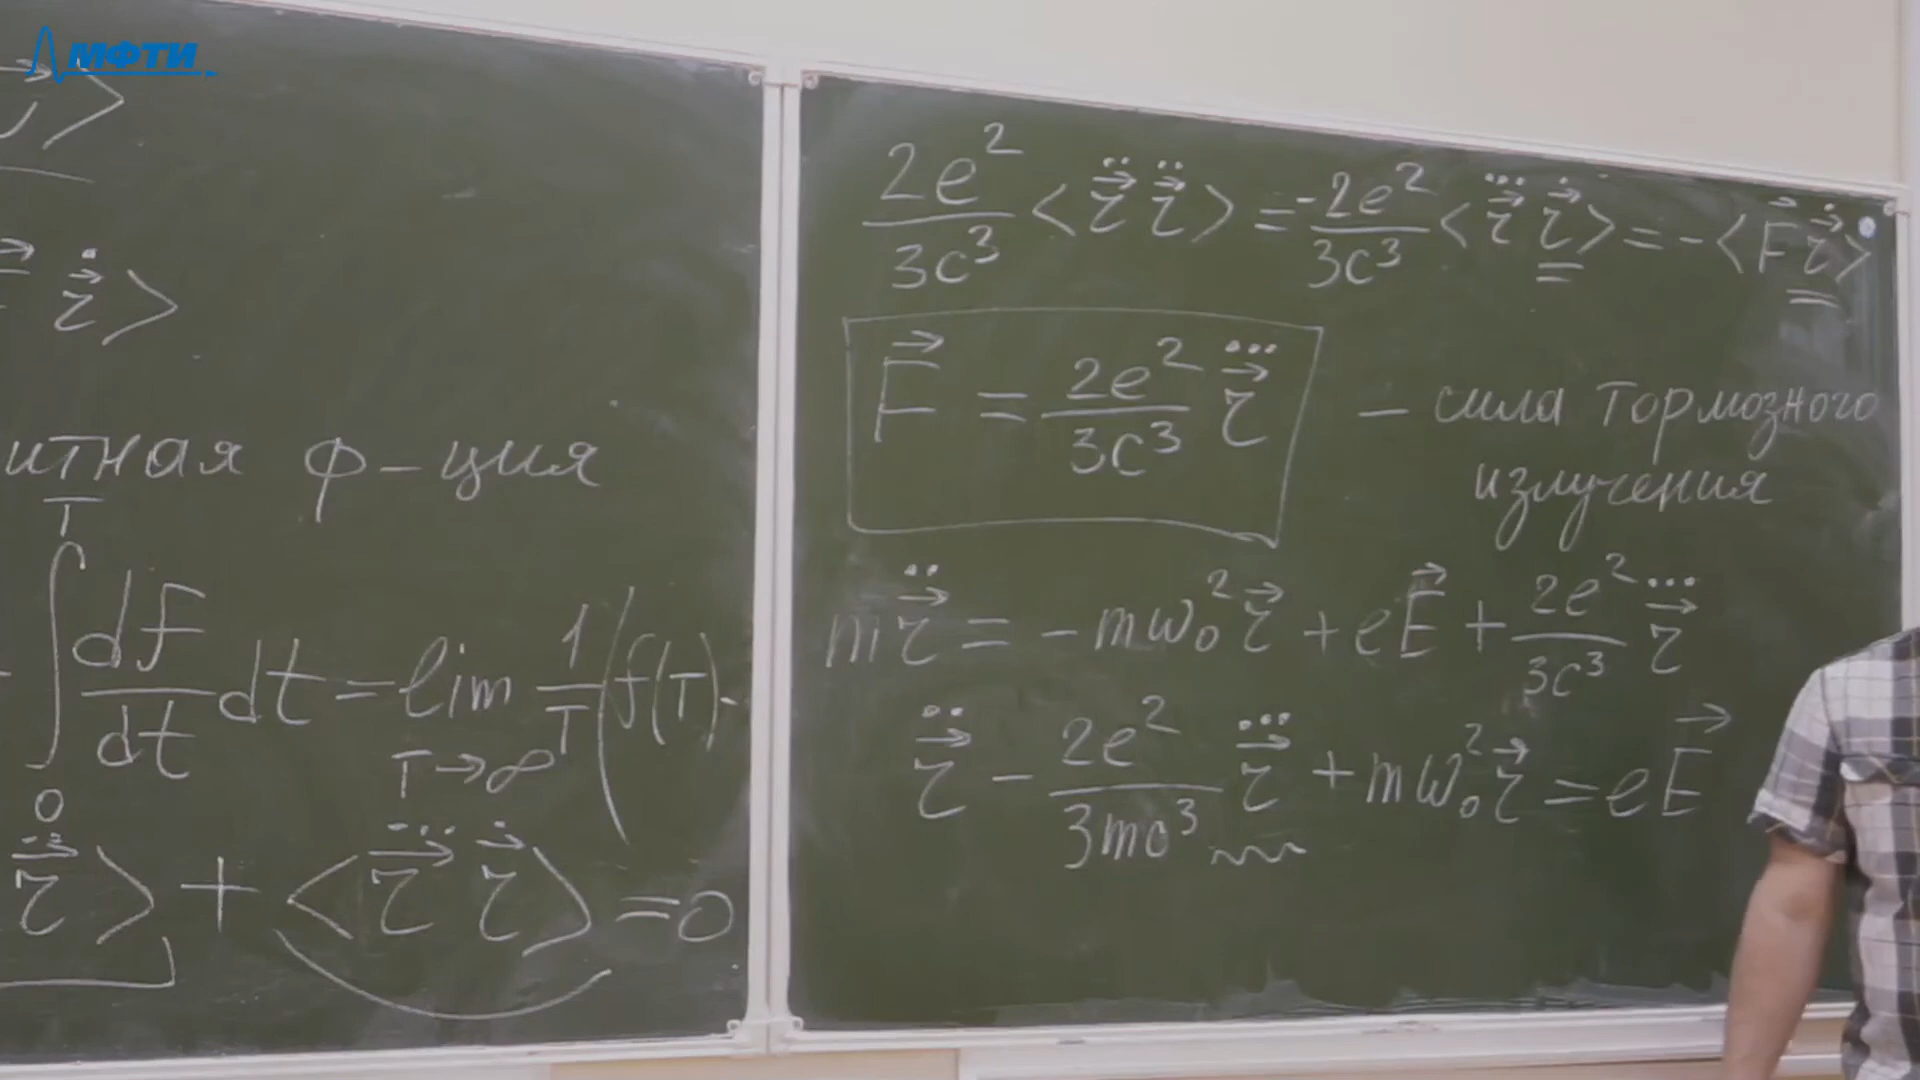 МФТИ
r⃛̇ >
ф-ция
T
∫ df/dt dt = lim 1/T (f(T) -
0
T→∞
r⃗̈ > + < r⃗⃛ r⃗̇ > = 0
2e²/3c³ < r⃗̈ r⃗̈ > = -2e²/3c³ < r⃗⃛ r⃗̇ > = - < F⃗ r⃗̇ >
F⃗ = 2e²/3c³ r⃗⃛ — сила тормозного
излучения
m r⃗̈ = - mω₀² r⃗ + eE⃗ + 2e²/3c³ r⃗⃛
r⃗̈ - 2e²/3mc³ r⃗⃛ + mω₀² r⃗ = eE⃗